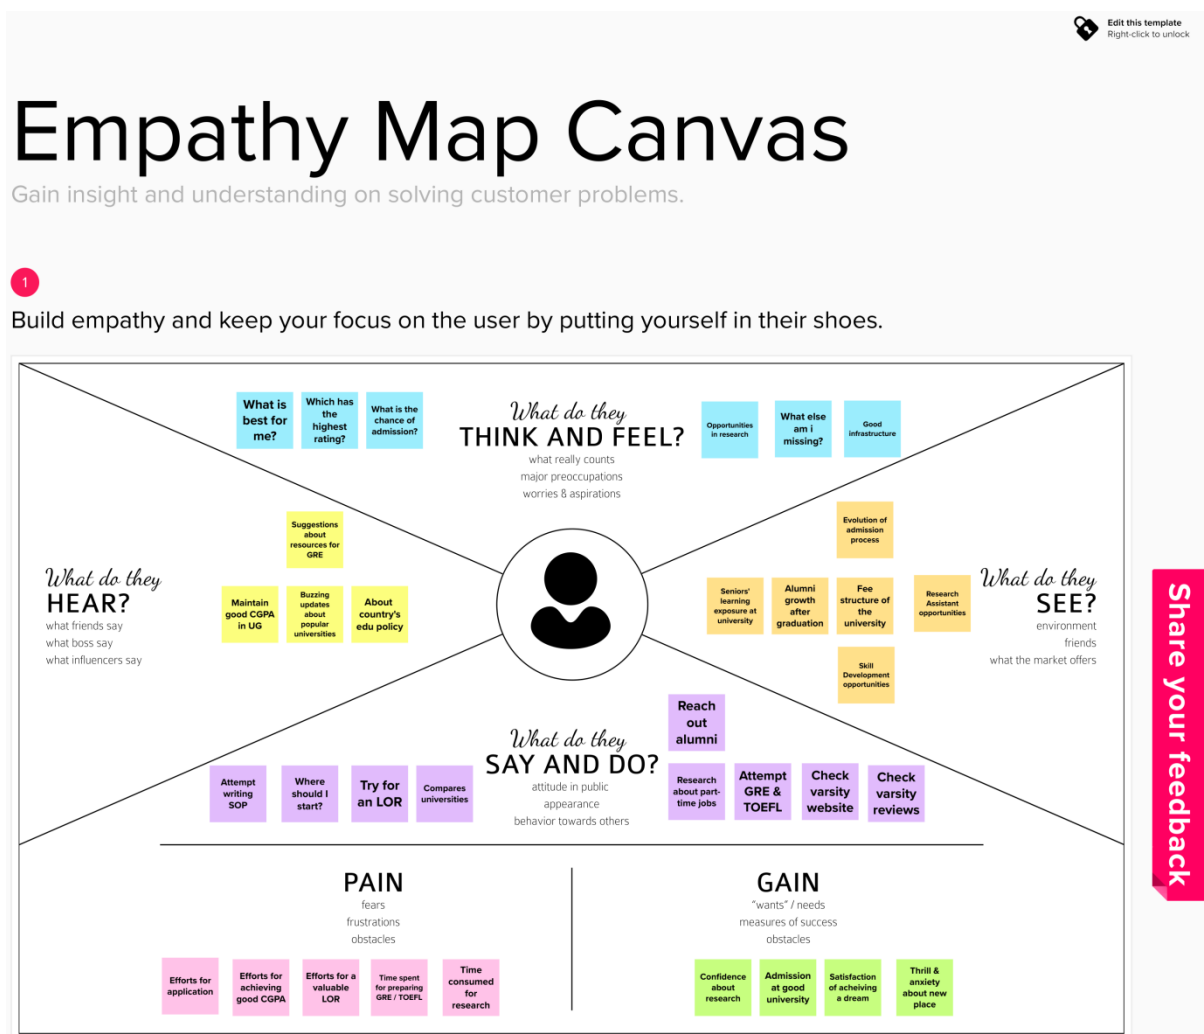 Edit this template
Right-click to unlock
Empathy Map Canvas
Gain insight and understanding on solving customer problems.
1
Build empathy and keep your focus on the user by putting yourself in their shoes.
What is
best for
me?
Which has
the
highest
rating?
What is the
chance of
admission?
What do they
THINK AND FEEL?
what really counts
major preoccupations
worries & aspirations
Opportunities
in research
What else
am i
missing?
Good
infrastructure
What do they
HEAR?
what friends say
what boss say
what influencers say
Suggestions
about
resources for
GRE
Maintain
good CGPA
in UG
Buzzing
updates
about
popular
universities
About
country's
edu policy
Evolution of
admission
process
Seniors'
learning
exposure at
university
Alumni
growth
after
graduation
Fee
structure of
the
university
Research
Assistant
opportunities
Skill
Development
opportunities
What do they
SEE?
environment
friends
what the market offers
Share your feedback
What do they
SAY AND DO?
attitude in public
appearance
behavior towards others
Attempt
writing
SOP
Where
should I
start?
Try for
an LOR
Compares
universities
Reach
out
alumni
Research
about part-
time jobs
Attempt
GRE &
TOEFL
Check
varsity
website
Check
varsity
reviews
PAIN
fears
frustrations
obstacles
Efforts for
application
Efforts for
achieving
good CGPA
Efforts for a
valuable
LOR
Time spent
for preparing
GRE / TOEFL
Time
consumed
for
research
GAIN
"wants" / needs
measures of success
obstacles
Confidence
about
research
Admission
at good
university
Satisfaction
of acheiving
a dream
Thrill &
anxiety
about new
place